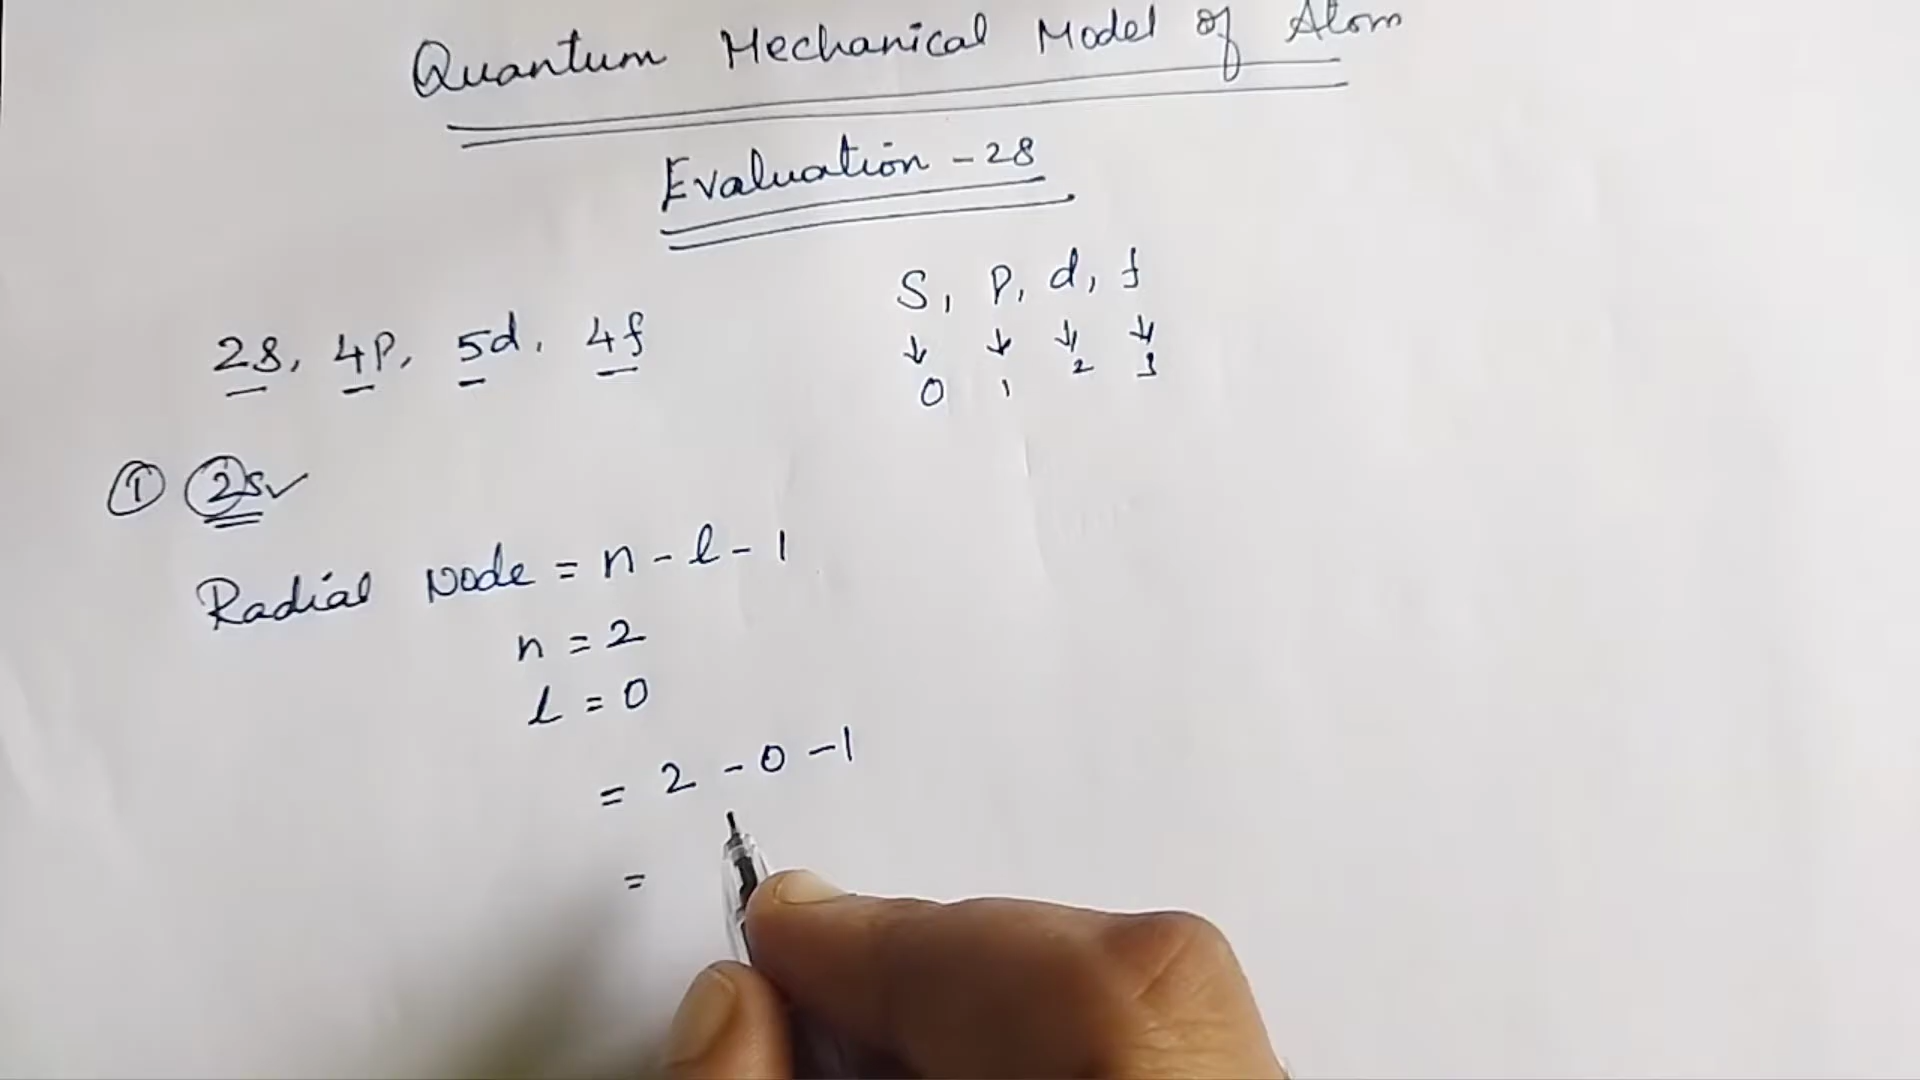 Quantum Mechanical Model of Atom
Evaluation - 28
S, P, d, f
↓ ↓ ↓ ↓
0 1 2 3
2s, 4p, 5d, 4f
① 2s✓
Radial Node = n - l - 1
n = 2
l = 0
= 2 - 0 - 1
=